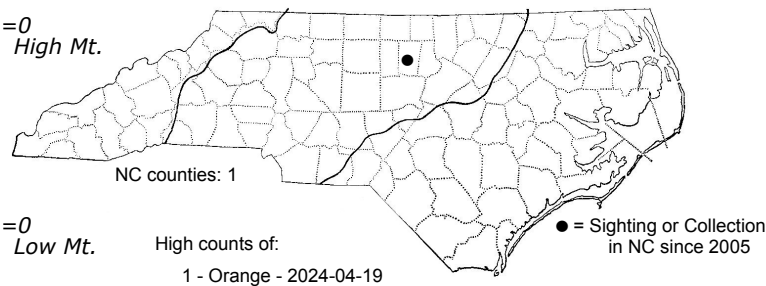 =0
High Mt.
NC counties: 1
=0
Low Mt.
High counts of:
1 - Orange - 2024-04-19
● = Sighting or Collection
in NC since 2005